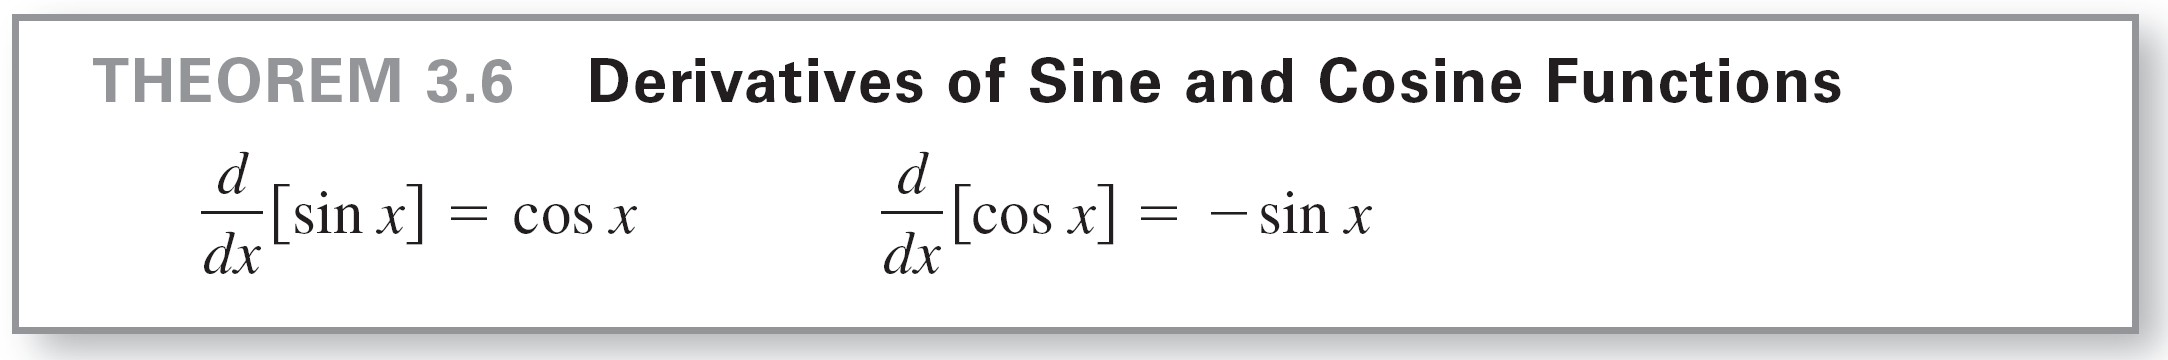 THEOREM 3.6 Derivatives of Sine and Cosine Functions
d/dx [sin x] = cos x d/dx [cos x] = −sin x